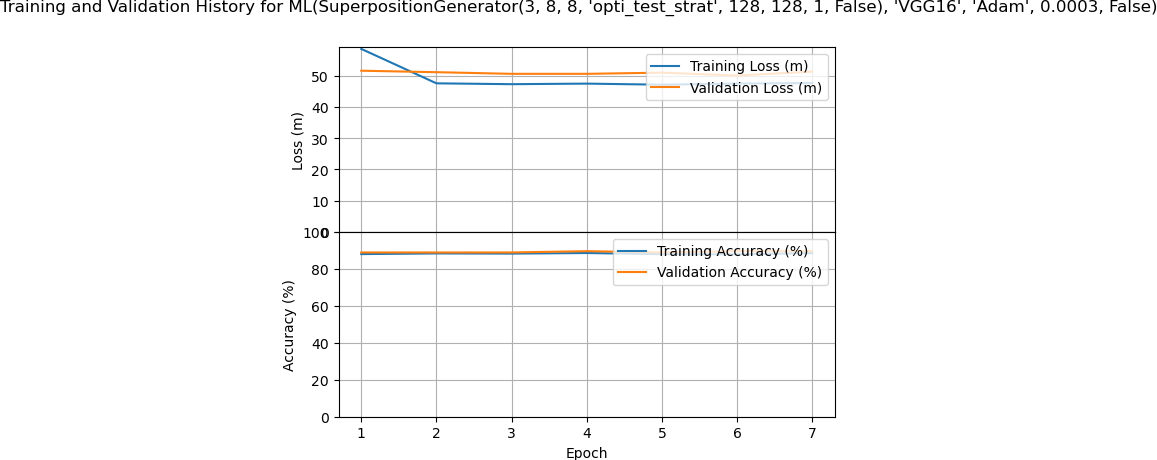 Training and Validation History for ML(SuperpositionGenerator(3, 8, 8, 'opti_test_strat', 128, 128, 1, False), 'VGG16', 'Adam', 0.0003, False)
Training Loss (m)
Validation Loss (m)
50
40
30
20
10
0
Loss (m)
Training Accuracy (%)
Validation Accuracy (%)
100
80
60
40
20
0
Accuracy (%)
1 2 3 4 5 6 7
Epoch